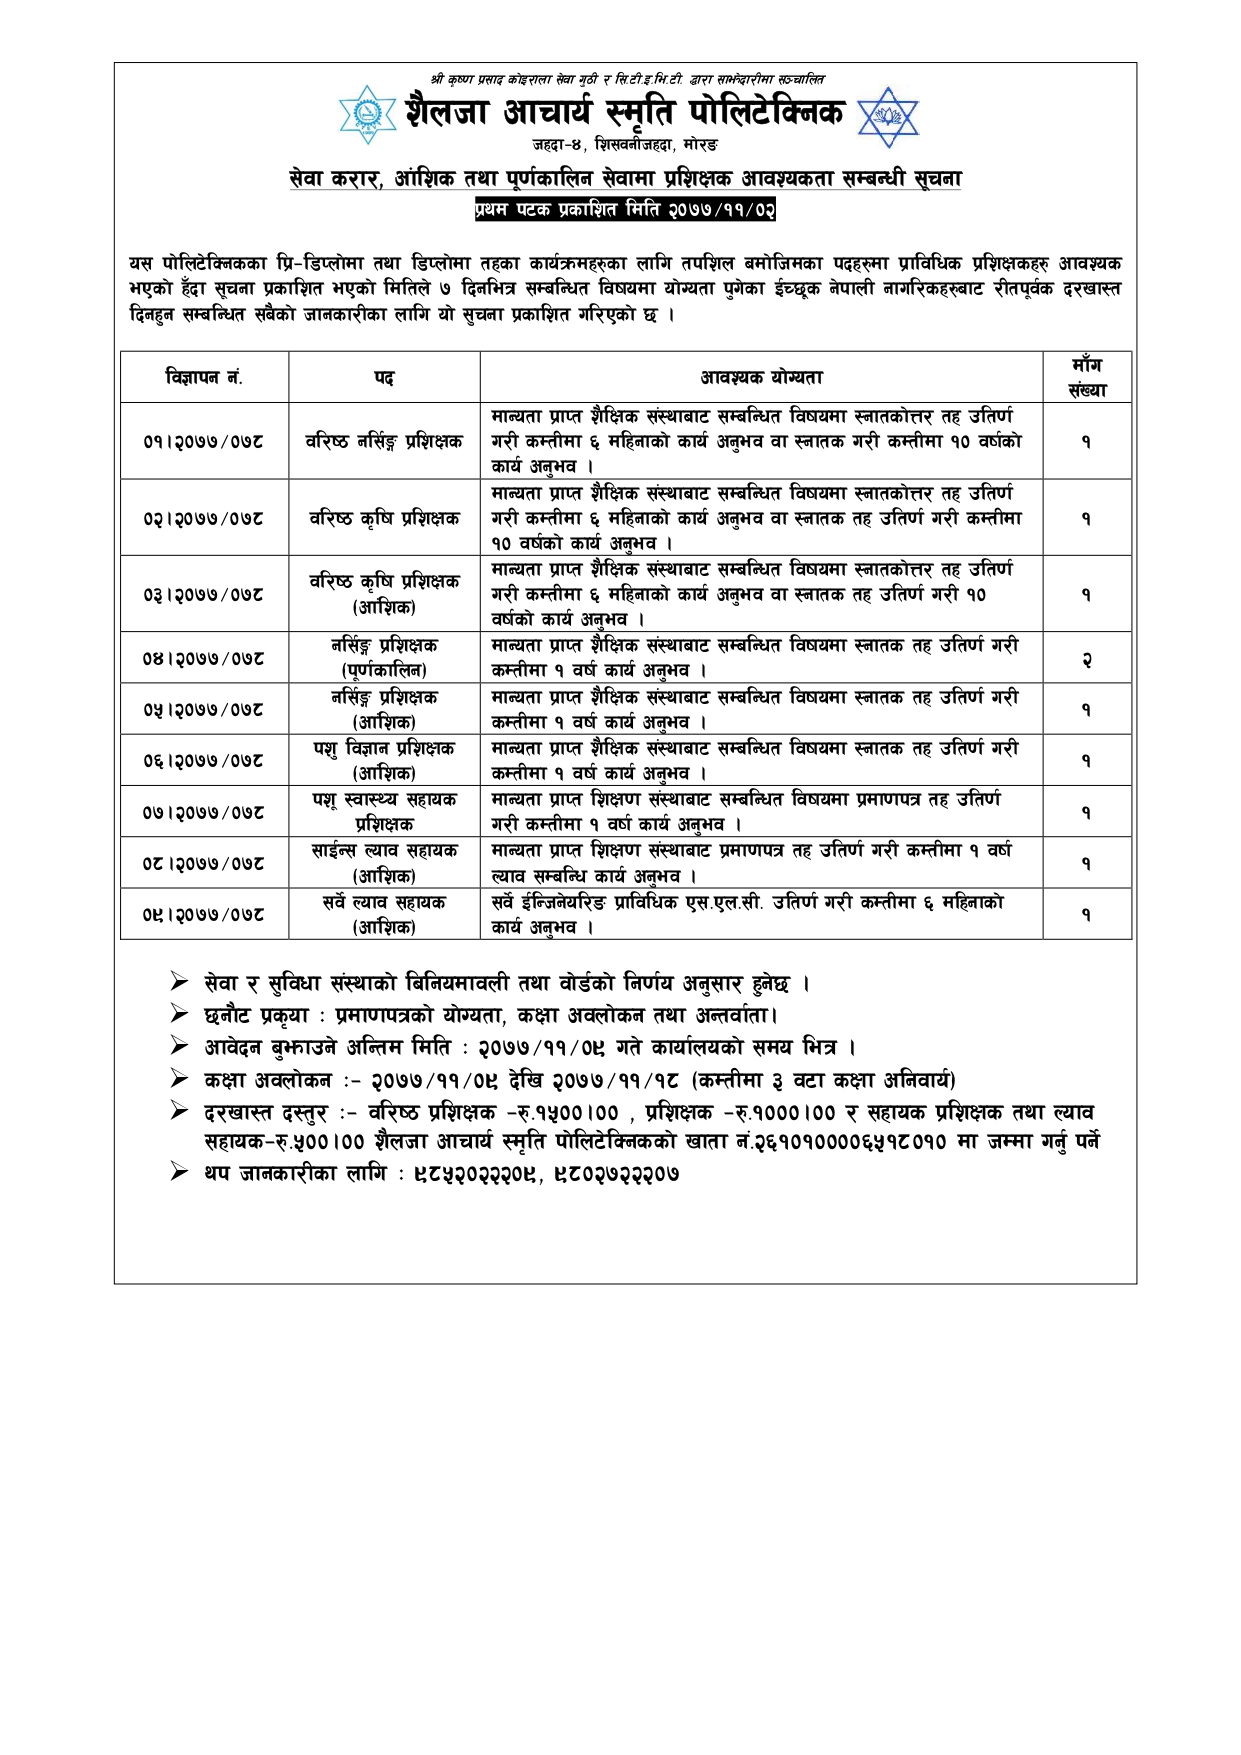 श्री कृष्ण प्रसाद कोइराला सेवा गुठी र सि.टी.इ.भि.टी. द्वारा साझेदारीमा सञ्चालित
शैलजा आचार्य स्मृति पोलिटेक्निक
जहदा-४, शिसवनीजहदा, मोरङ
सेवा करार, आंशिक तथा पूर्णकालिन सेवामा प्रशिक्षक आवश्यकता सम्बन्धी सूचना
प्रथम पटक प्रकाशित मिति २०७७/११/०२
यस पोलिटेक्निकका प्रि-डिप्लोमा तथा डिप्लोमा तहका कार्यक्रमहरुका लागि तपशिल बमोजिमका पदहरुमा प्राविधिक प्रशिक्षकहरु आवश्यक
भएको हुँदा सूचना प्रकाशित भएको मितिले ७ दिनभित्र सम्बन्धित विषयमा योग्यता पुगेका ईच्छूक नेपाली नागरिकहरुबाट रीतपूर्वक दरखास्त
दिनहुन सम्बन्धित सबैको जानकारीका लागि यो सुचना प्रकाशित गरिएको छ ।
विज्ञापन नं. पद आवश्यक योग्यता माँग
संख्या
०१।२०७७/०७८ वरिष्ठ नर्सिङ्ग प्रशिक्षक मान्यता प्राप्त शैक्षिक संस्थाबाट सम्बन्धित विषयमा स्नातकोत्तर तह उतिर्ण
गरी कम्तीमा ६ महिनाको कार्य अनुभव वा स्नातक गरी कम्तीमा १० वर्षको
कार्य अनुभव । १
०२।२०७७/०७८ वरिष्ठ कृषि प्रशिक्षक मान्यता प्राप्त शैक्षिक संस्थाबाट सम्बन्धित विषयमा स्नातकोत्तर तह उतिर्ण
गरी कम्तीमा ६ महिनाको कार्य अनुभव वा स्नातक तह उतिर्ण गरी कम्तीमा
१० वर्षको कार्य अनुभव । १
०३।२०७७/०७८ वरिष्ठ कृषि प्रशिक्षक
(आंशिक) मान्यता प्राप्त शैक्षिक संस्थाबाट सम्बन्धित विषयमा स्नातकोत्तर तह उतिर्ण
गरी कम्तीमा ६ महिनाको कार्य अनुभव वा स्नातक तह उतिर्ण गरी १०
वर्षको कार्य अनुभव । १
०४।२०७७/०७८ नर्सिङ्ग प्रशिक्षक
(पूर्णकालिन) मान्यता प्राप्त शैक्षिक संस्थाबाट सम्बन्धित विषयमा स्नातक तह उतिर्ण गरी
कम्तीमा १ वर्ष कार्य अनुभव । २
०५।२०७७/०७८ नर्सिङ्ग प्रशिक्षक
(आंशिक) मान्यता प्राप्त शैक्षिक संस्थाबाट सम्बन्धित विषयमा स्नातक तह उतिर्ण गरी
कम्तीमा १ वर्ष कार्य अनुभव । १
०६।२०७७/०७८ पशु विज्ञान प्रशिक्षक
(आंशिक) मान्यता प्राप्त शैक्षिक संस्थाबाट सम्बन्धित विषयमा स्नातक तह उतिर्ण गरी
कम्तीमा १ वर्ष कार्य अनुभव । १
०७।२०७७/०७८ पशू स्वास्थ्य सहायक
प्रशिक्षक मान्यता प्राप्त शिक्षण संस्थाबाट सम्बन्धित विषयमा प्रमाणपत्र तह उतिर्ण
गरी कम्तीमा १ वर्ष कार्य अनुभव । १
०८।२०७७/०७८ साईन्स ल्याव सहायक
(आंशिक) मान्यता प्राप्त शिक्षण संस्थाबाट प्रमाणपत्र तह उतिर्ण गरी कम्तीमा १ वर्ष
ल्याव सम्बन्धि कार्य अनुभव । १
०९।२०७७/०७८ सर्वे ल्याव सहायक
(आंशिक) सर्वे ईन्जिनेयरिङ प्राविधिक एस.एल.सी. उतिर्ण गरी कम्तीमा ६ महिनाको
कार्य अनुभव । १
➢ सेवा र सुविधा संस्थाको बिनियमावली तथा वोर्डको निर्णय अनुसार हुनेछ ।
➢ छनौट प्रकृया : प्रमाणपत्रको योग्यता, कक्षा अवलोकन तथा अन्तर्वाता।
➢ आवेदन बुझाउने अन्तिम मिति : २०७७/११/०९ गते कार्यालयको समय भित्र ।
➢ कक्षा अवलोकन :- २०७७/११/०९ देखि २०७७/११/१८ (कम्तीमा ३ वटा कक्षा अनिवार्य)
➢ दरखास्त दस्तुर :- वरिष्ठ प्रशिक्षक -रु.१५००।०० , प्रशिक्षक -रु.१०००।०० र सहायक प्रशिक्षक तथा ल्याव
सहायक-रु.५००।०० शैलजा आचार्य स्मृति पोलिटेक्निकको खाता नं.२६१०१००००६५१८०१० मा जम्मा गर्नु पर्ने
➢ थप जानकारीका लागि : ९८५२०२२२०९, ९८०२७२२२०७